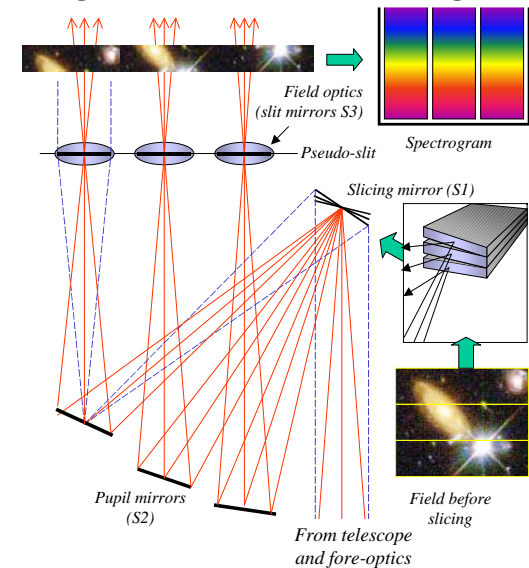 Field optics
(slit mirrors S3)
Pseudo-slit
Spectrogram
Slicing mirror (S1)
Pupil mirrors
(S2)
Field before
slicing
From telescope
and fore-optics